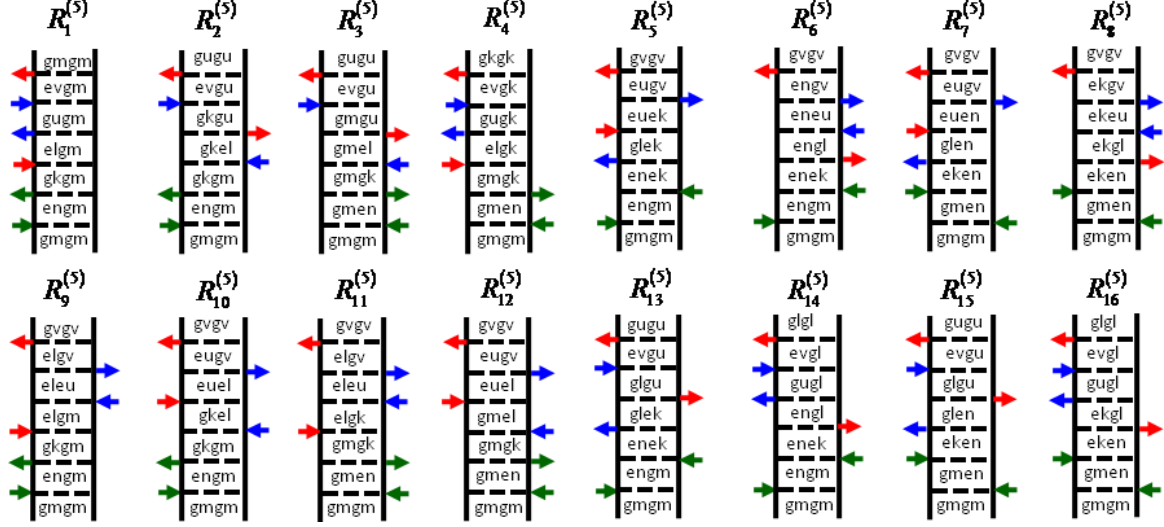 R₁⁽⁵⁾
gmgm
evgm
gugm
elgm
gkgm
engm
gmgm
R₂⁽⁵⁾
gugu
evgu
gkgu
gkel
gkgm
engm
gmgm
R₃⁽⁵⁾
gugu
evgu
gmgu
gmel
gmgk
gmen
gmgm
R₄⁽⁵⁾
gkgk
evgk
gugk
elgk
gmgk
gmen
gmgm
R₅⁽⁵⁾
gvgv
eugv
euek
glek
enek
engm
gmgm
R₆⁽⁵⁾
gvgv
engv
eneu
engl
enek
engm
gmgm
R₇⁽⁵⁾
gvgv
eugv
euen
glen
eken
gmen
gmgm
R₈⁽⁵⁾
gvgv
ekgv
ekeu
ekgl
eken
gmen
gmgm
R₉⁽⁵⁾
gvgv
elgv
eleu
elgm
gkgm
engm
gmgm
R₁₀⁽⁵⁾
gvgv
eugv
euel
gkel
gkgm
engm
gmgm
R₁₁⁽⁵⁾
gvgv
elgv
eleu
elgk
gmgk
gmen
gmgm
R₁₂⁽⁵⁾
gvgv
eugv
euel
gmel
gmgk
gmen
gmgm
R₁₃⁽⁵⁾
gugu
evgu
glgu
glek
enek
engm
gmgm
R₁₄⁽⁵⁾
glgl
evgl
gugl
engl
enek
engm
gmgm
R₁₅⁽⁵⁾
gugu
evgu
glgu
glen
eken
gmen
gmgm
R₁₆⁽⁵⁾
glgl
evgl
gugl
ekgl
eken
gmen
gmgm